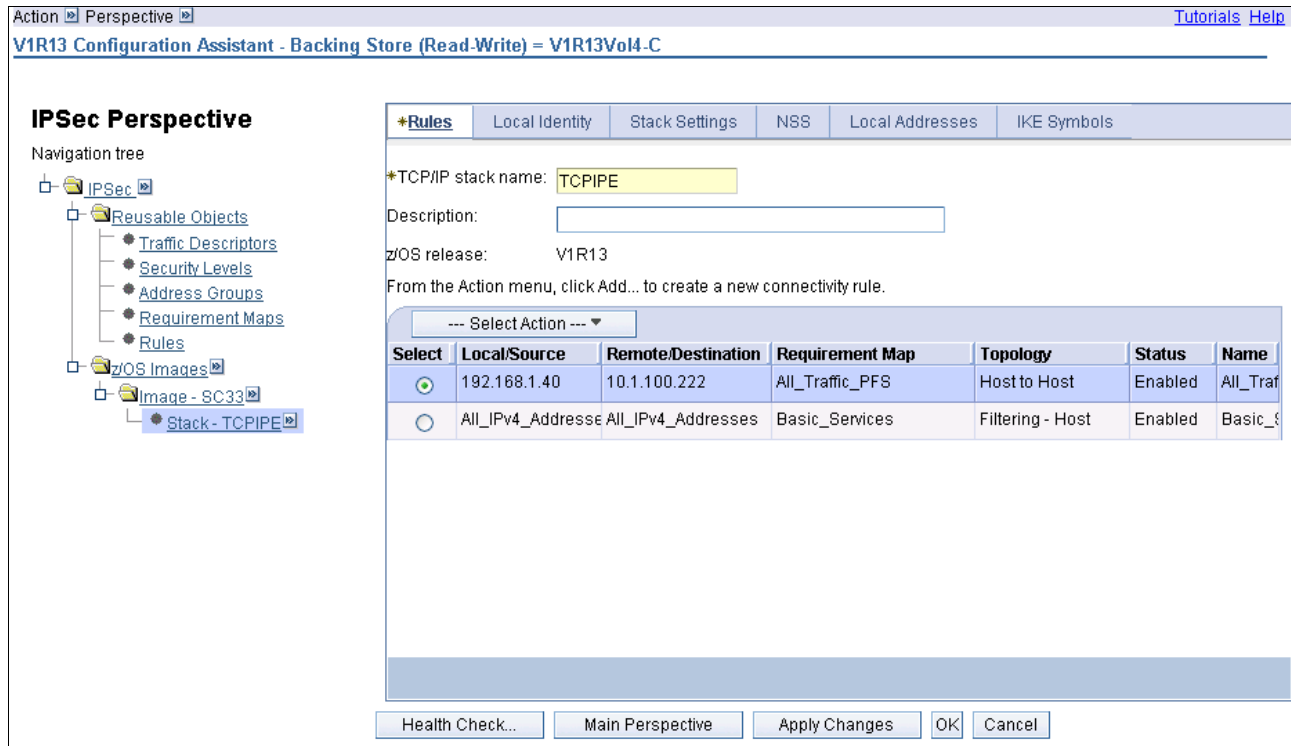 Action Perspective Tutorials Help
V1R13 Configuration Assistant - Backing Store (Read-Write) = V1R13Vol4-C
IPSec Perspective
Navigation tree
IPSec
Reusable Objects
Traffic Descriptors
Security Levels
Address Groups
Requirement Maps
Rules
z/OS Images
Image - SC33
Stack - TCPIPE
*Rules Local Identity Stack Settings NSS Local Addresses IKE Symbols
*TCP/IP stack name: TCPIPE
Description:
z/OS release: V1R13
From the Action menu, click Add... to create a new connectivity rule.
--- Select Action ---
Select Local/Source Remote/Destination Requirement Map Topology Status Name
192.168.1.40 10.1.100.222 All_Traffic_PFS Host to Host Enabled All_Traf
All_IPv4_Addresse All_IPv4_Addresses Basic_Services Filtering - Host Enabled Basic_
Health Check... Main Perspective Apply Changes OK Cancel